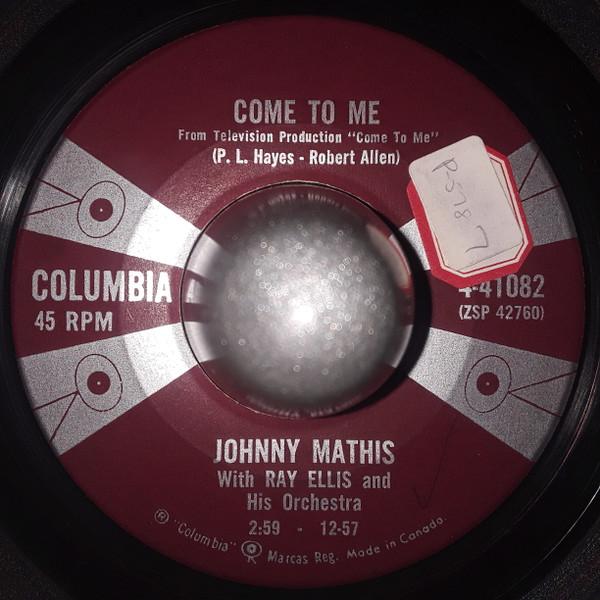 COME TO ME
From Television Production "Come To Me"
(P. L. Hayes - Robert Allen)
COLUMBIA
45 RPM
4-41082
(ZSP 42760)
JOHNNY MATHIS
With RAY ELLIS and
His Orchestra
2:59 - 12-57
® "Columbia" Marcas Reg. Made in Canada.